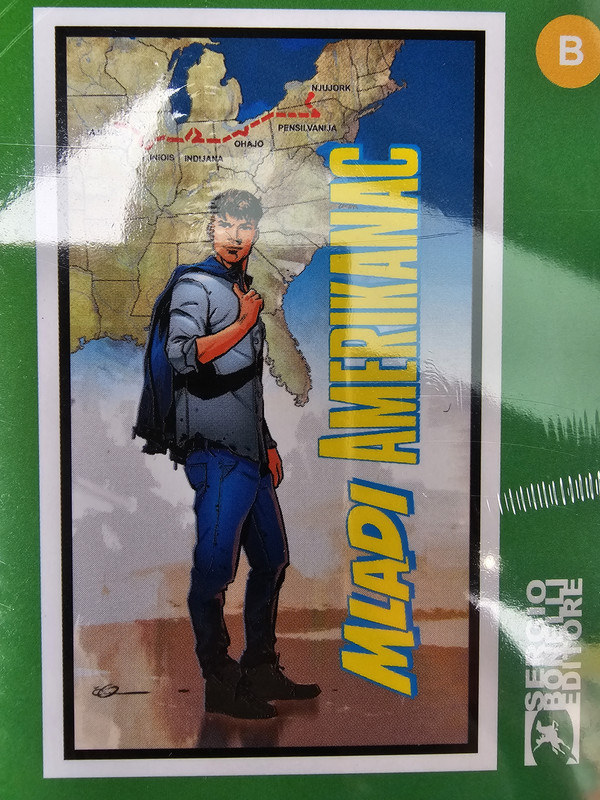 B
NJUJORK
PENSILVANIJA
OHAJO
INDIJANA
MLADI AMERIKANAC
SERGIO
BONELLI
EDITORE